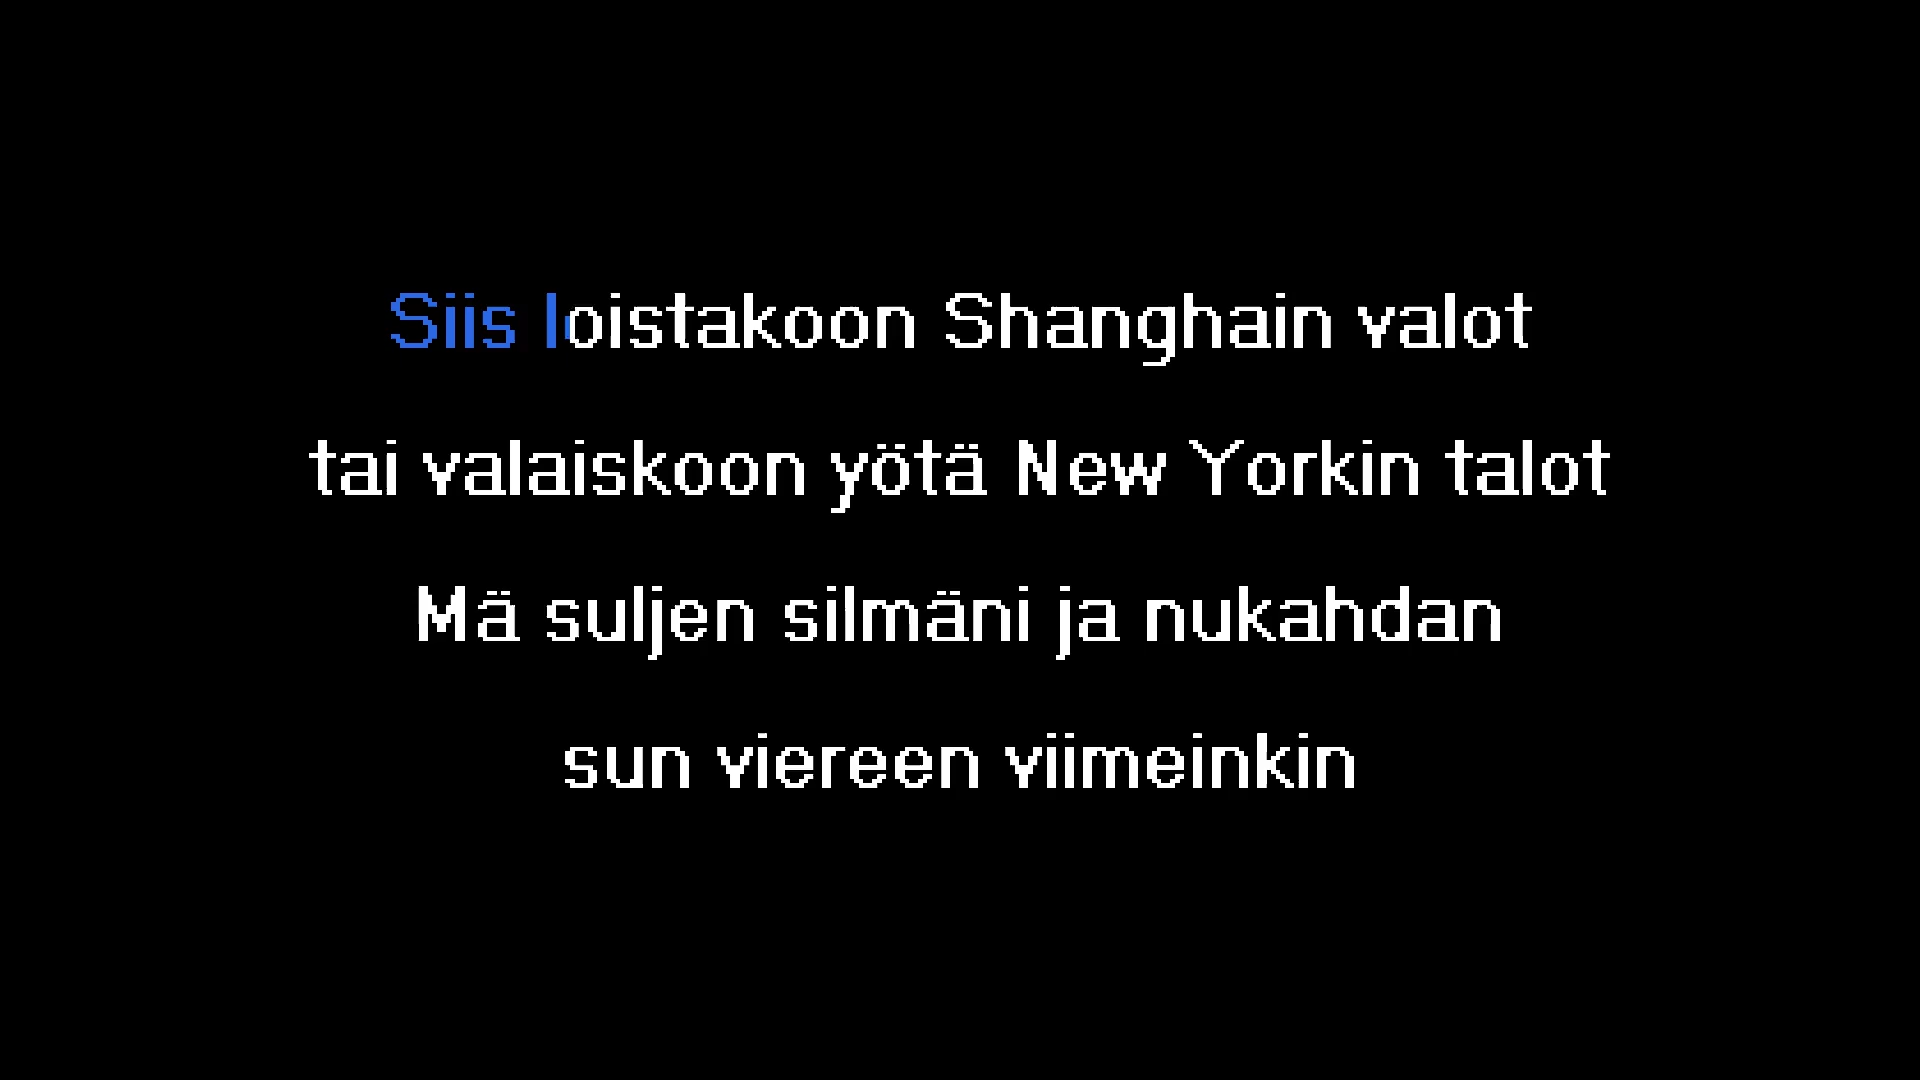 Siis loistakoon Shanghain valot
tai valaiskoon yötä New Yorkin talot
Mä suljen silmäni ja nukahdan
sun viereen viimeinkin